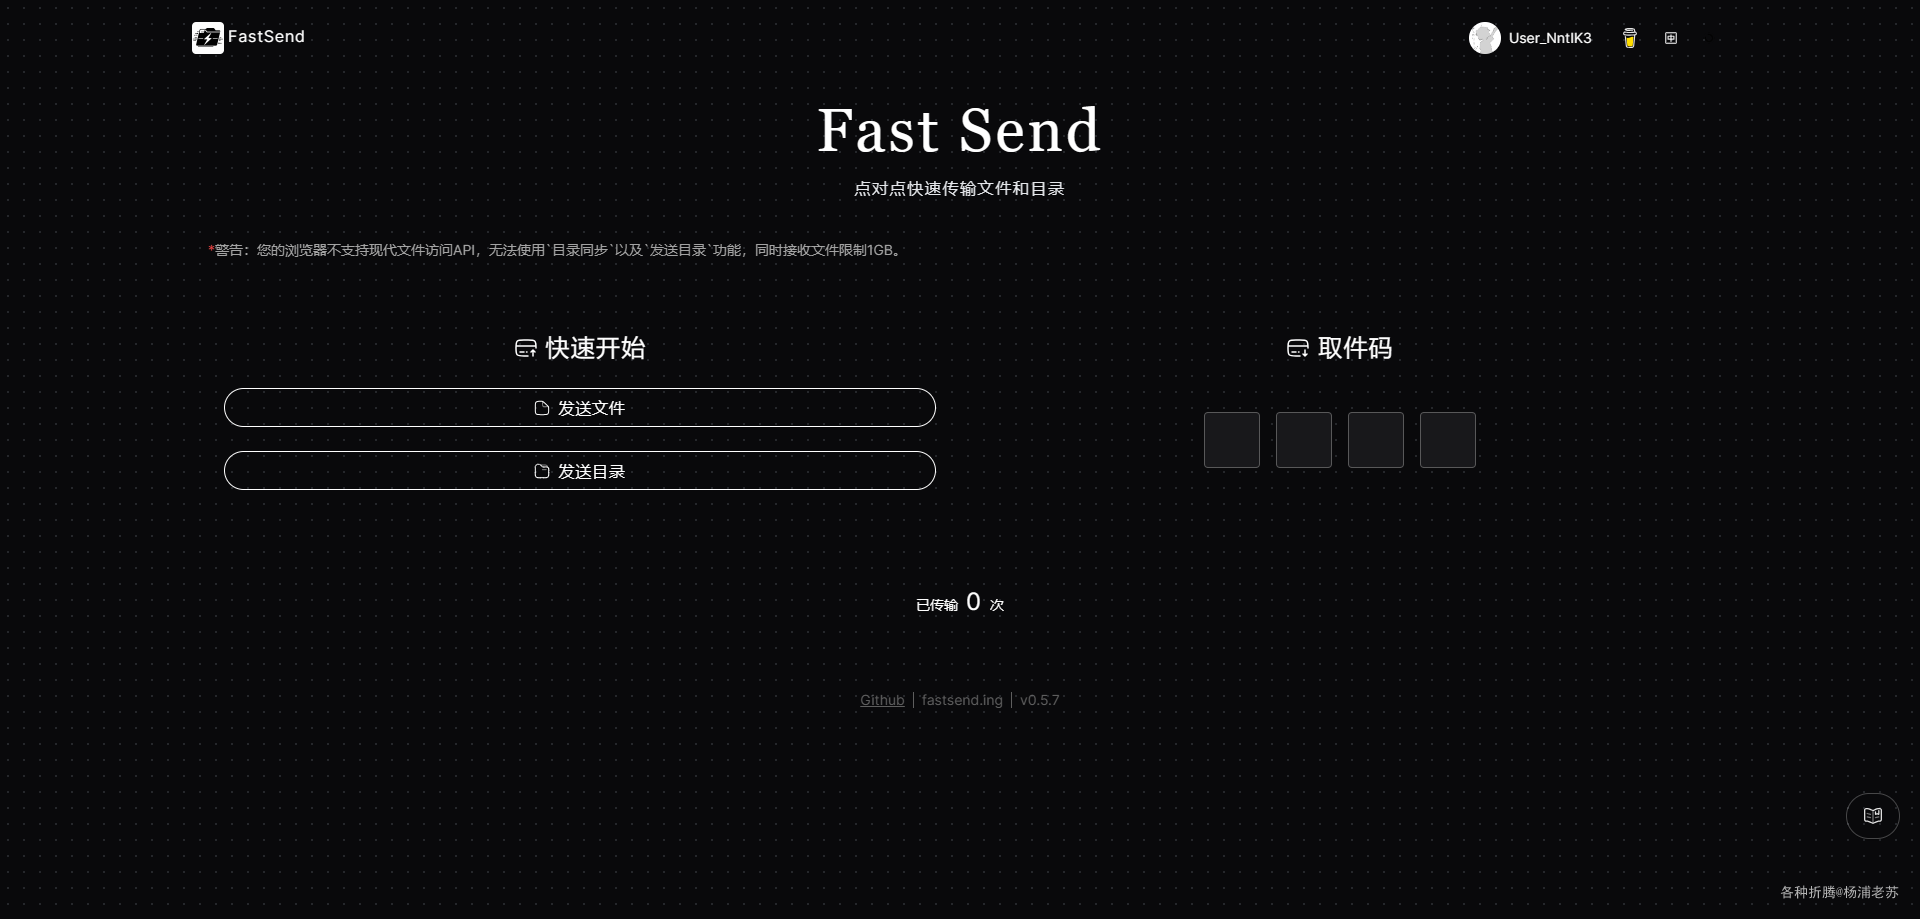 FastSend
User_NntlK3
中
Fast Send
点对点快速传输文件和目录
*警告：您的浏览器不支持现代文件访问API，无法使用`目录同步`以及`发送目录`功能，同时接收文件限制1GB。
快速开始
取件码
发送文件
发送目录
已传输 0 次
Github | fastsend.ing | v0.5.7
各种折腾@杨浦老苏